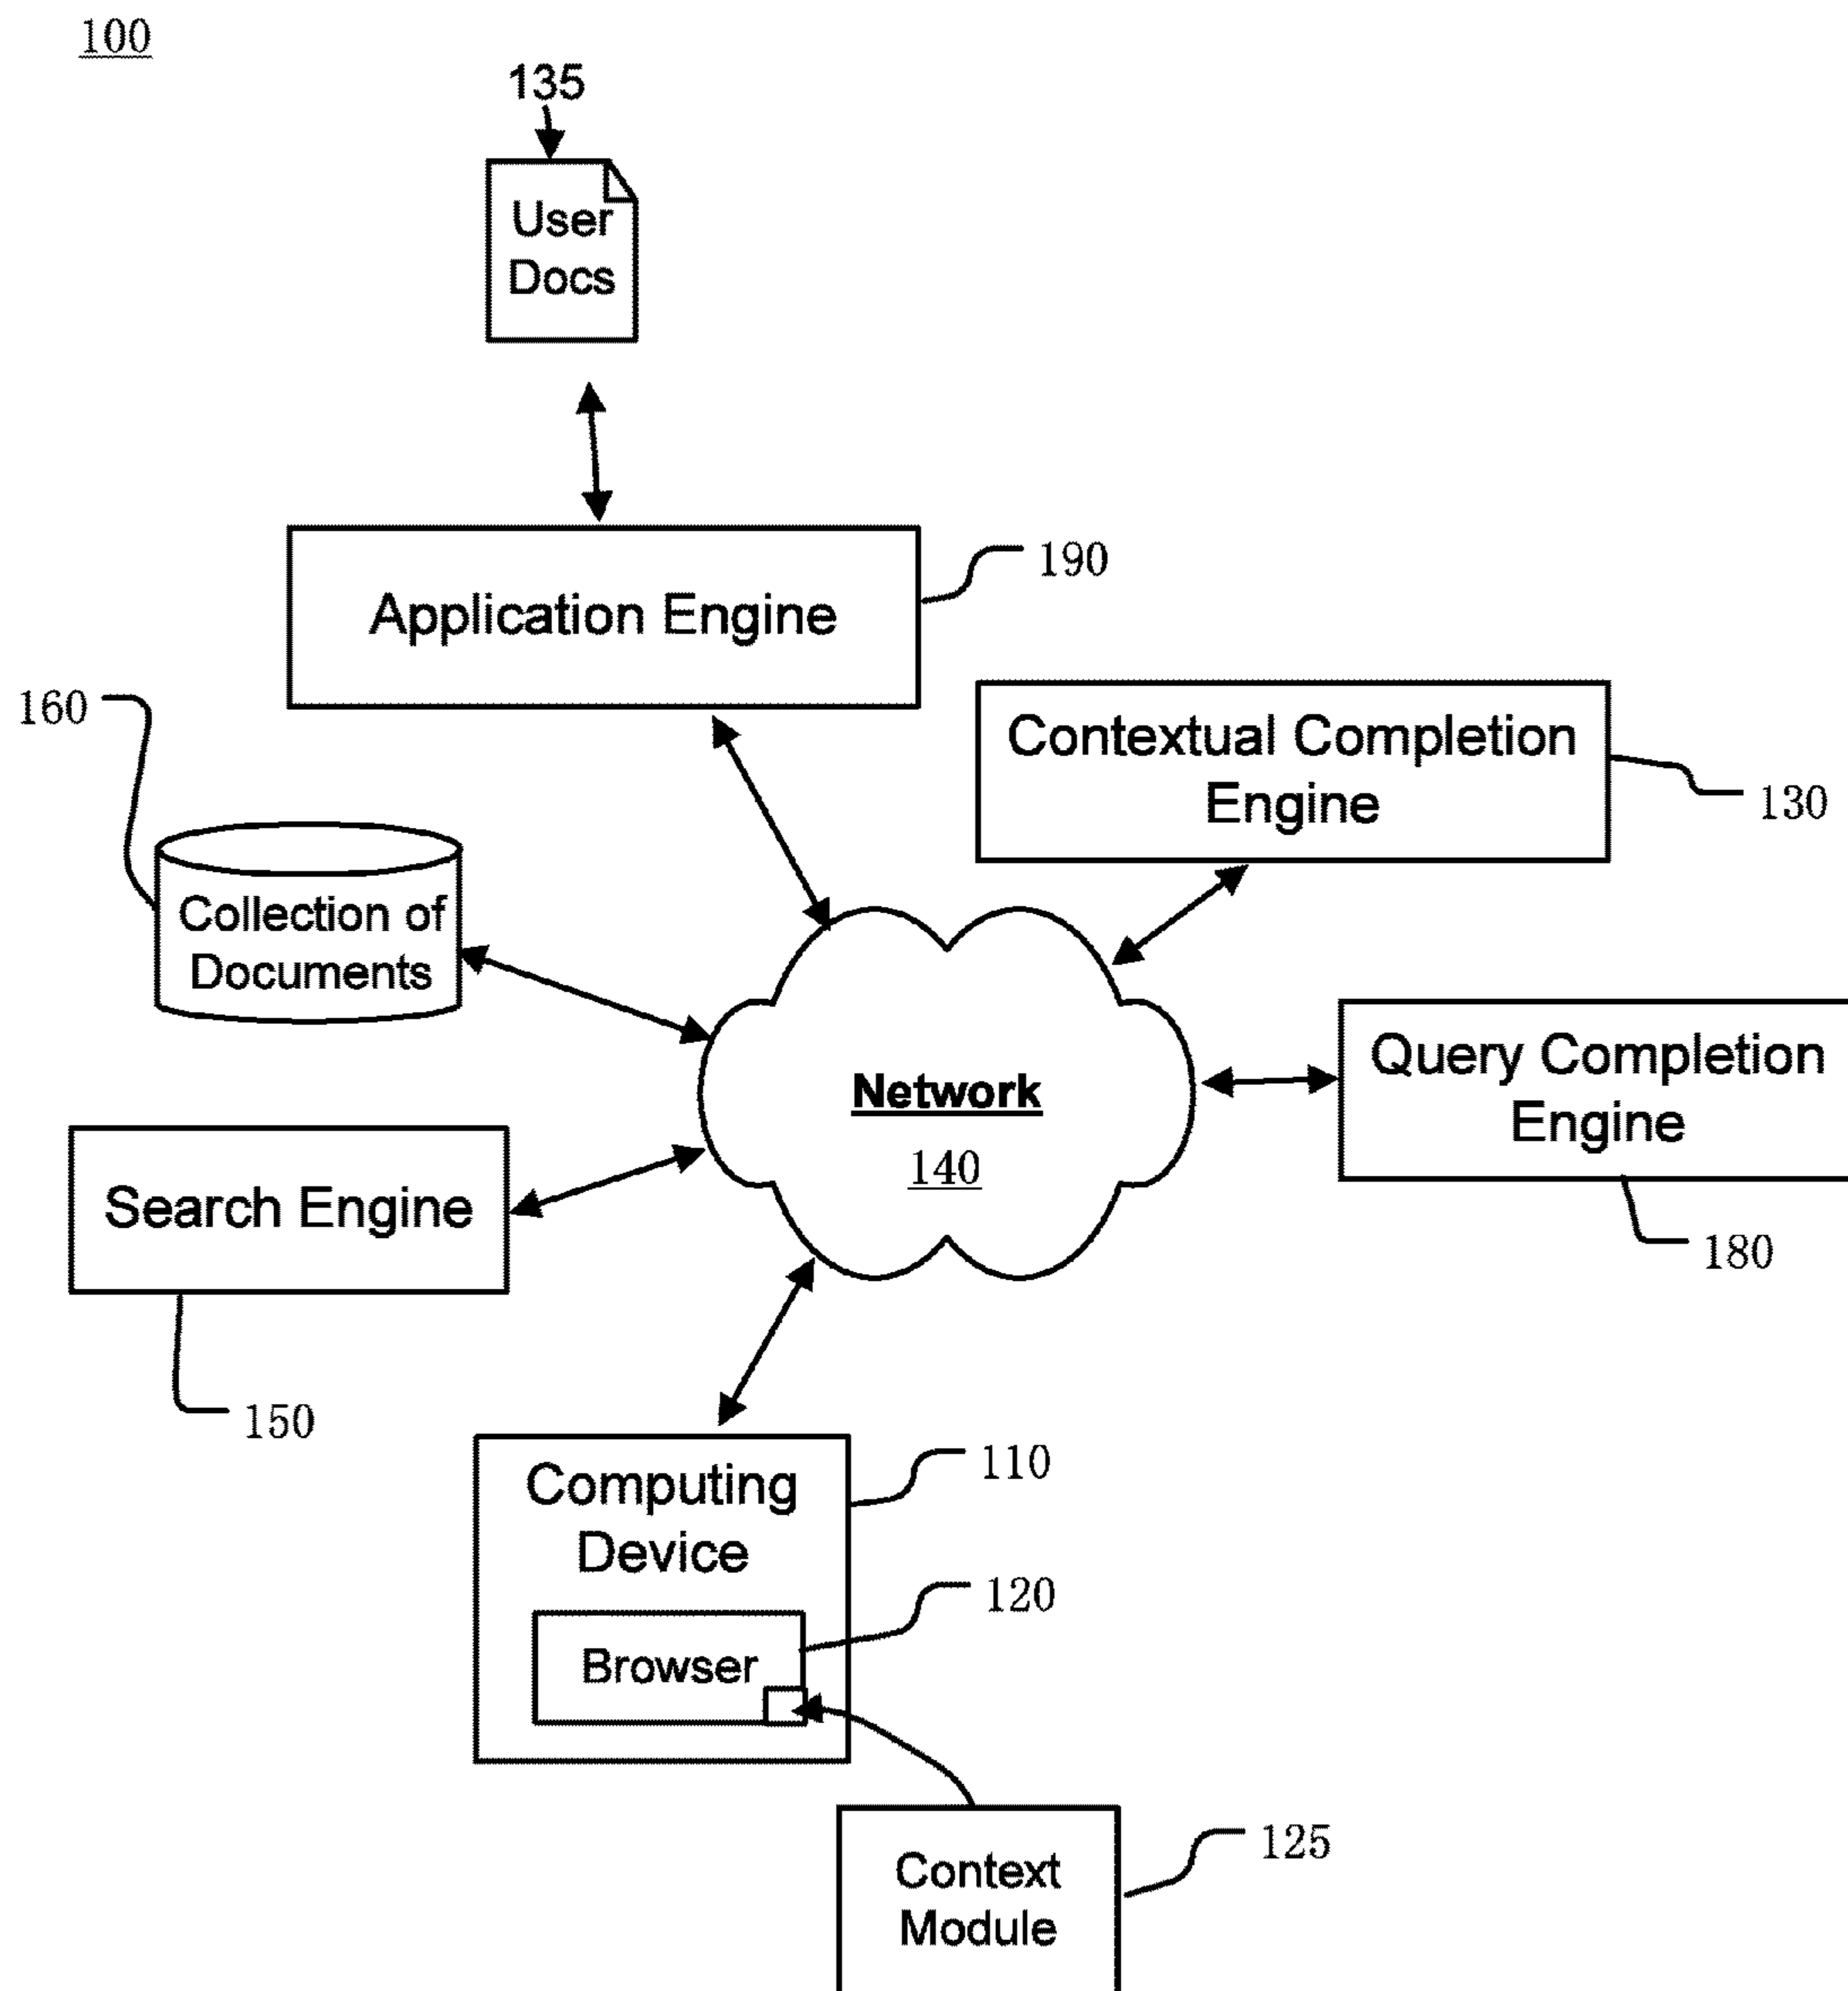 100
135
User
Docs
Application Engine
190
160
Contextual Completion
Engine
130
Collection of
Documents
Network
140
Query Completion
Engine
180
Search Engine
150
Computing
Device
110
Browser
120
Context
Module
125